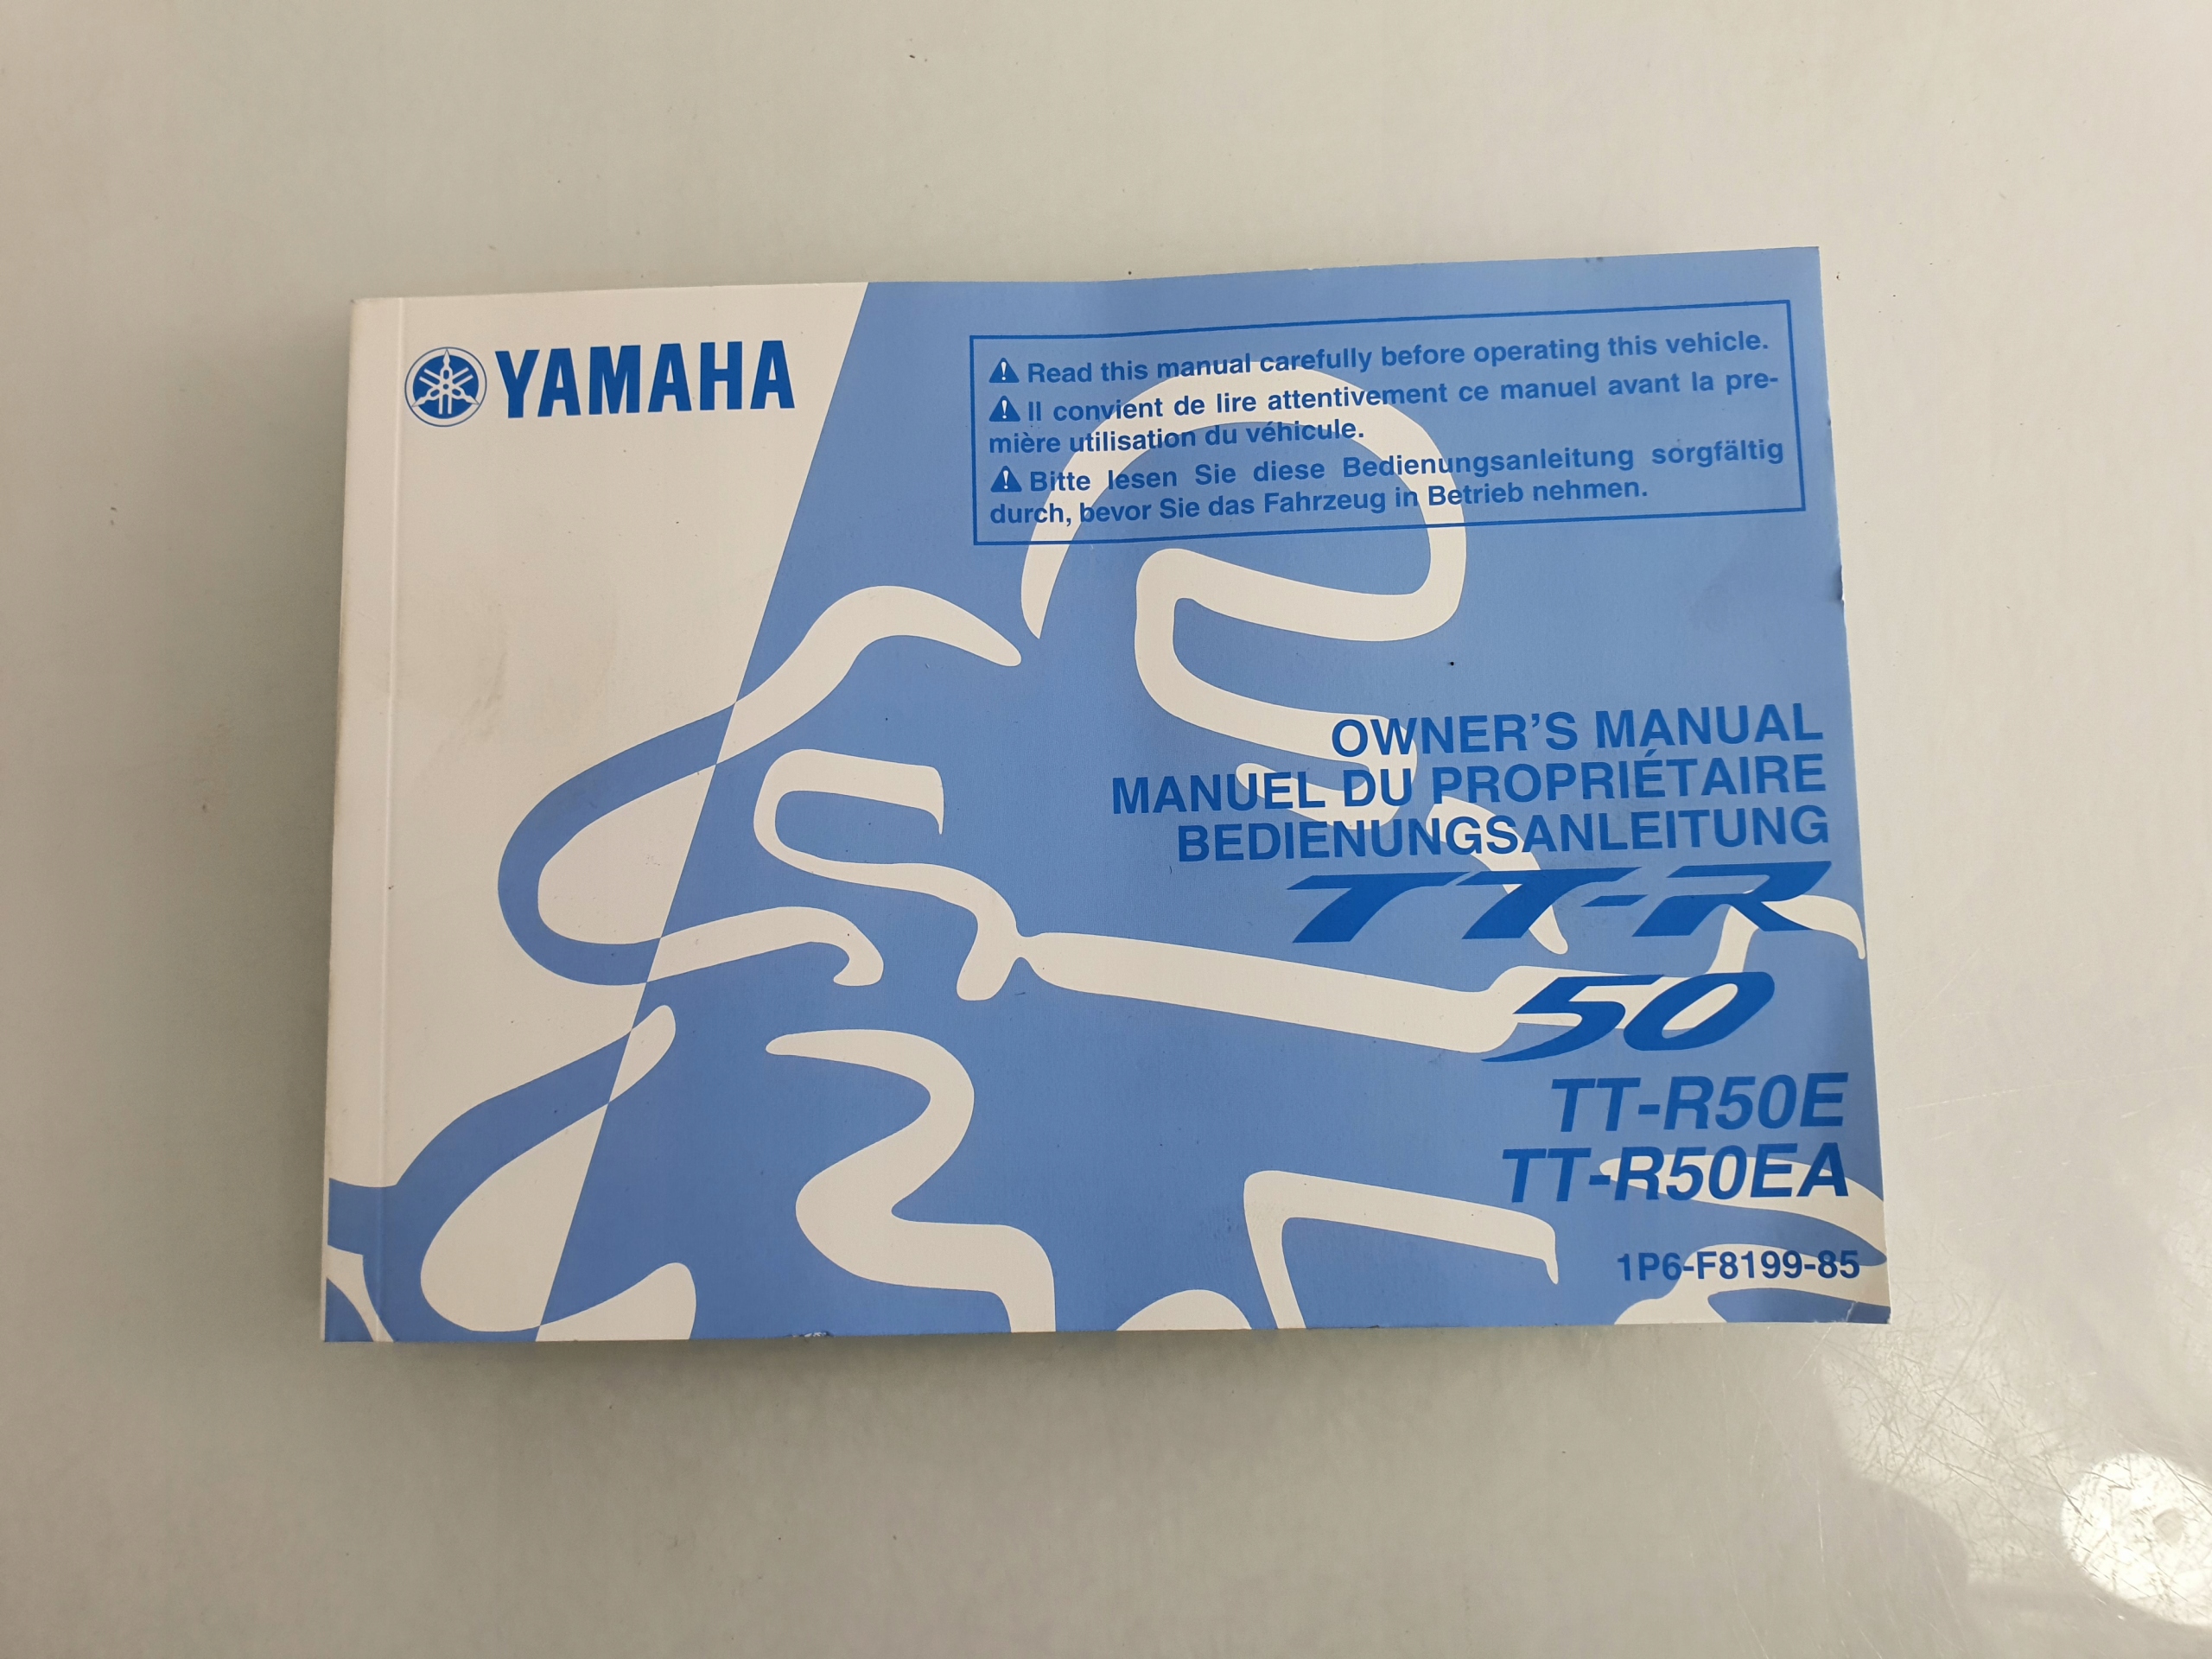 YAMAHA
⚠ Read this manual carefully before operating this vehicle.
⚠ Il convient de lire attentivement ce manuel avant la pre-
mière utilisation du véhicule.
⚠ Bitte lesen Sie diese Bedienungsanleitung sorgfältig
durch, bevor Sie das Fahrzeug in Betrieb nehmen.
OWNER'S MANUAL
MANUEL DU PROPRIÉTAIRE
BEDIENUNGSANLEITUNG
TT-R
50
TT-R50E
TT-R50EA
1P6-F8199-85